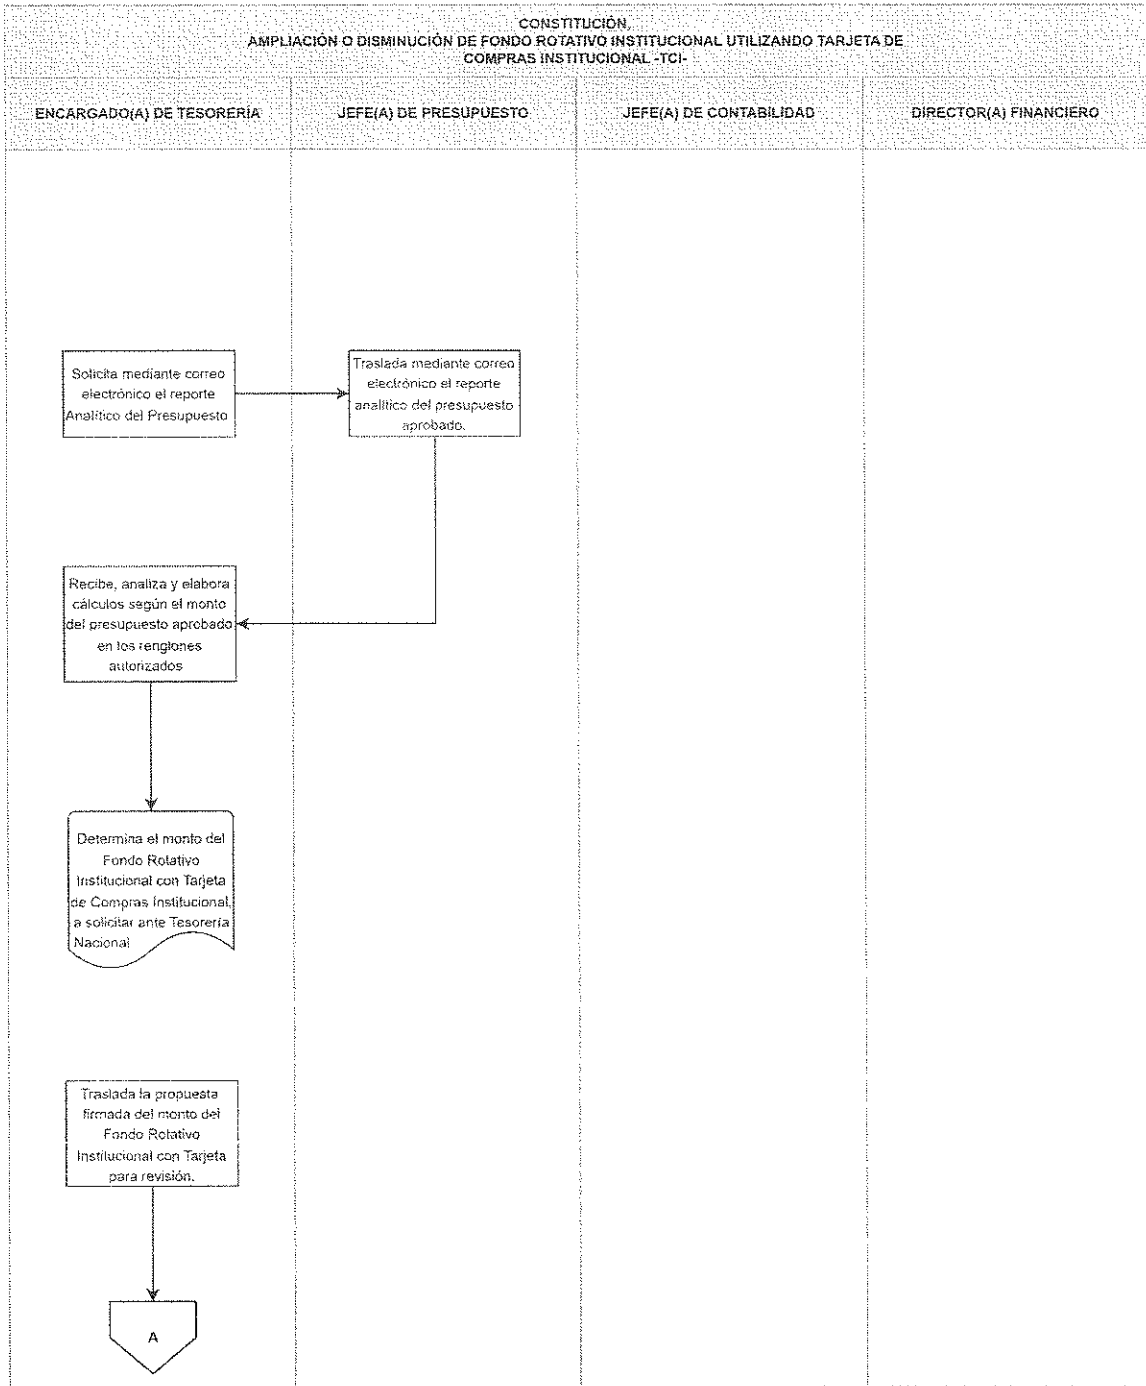 CONSTITUCIÓN,
AMPLIACIÓN O DISMINUCIÓN DE FONDO ROTATIVO INSTITUCIONAL UTILIZANDO TARJETA DE
COMPRAS INSTITUCIONAL -TCI-
ENCARGADO(A) DE TESORERÍA
JEFE(A) DE PRESUPUESTO
JEFE(A) DE CONTABILIDAD
DIRECTOR(A) FINANCIERO
Solicita mediante correo
electrónico el reporte
Analítico del Presupuesto
Traslada mediante correo
electrónico el reporte
analítico del presupuesto
aprobado.
Recibe, analiza y elabora
cálculos según el monto
del presupuesto aprobado
en los renglones
autorizados
Determina el monto del
Fondo Rotativo
Institucional con Tarjeta
de Compras Institucional,
a solicitar ante Tesorería
Nacional
Traslada la propuesta
firmada del monto del
Fondo Rotativo
Institucional con Tarjeta
para revisión.
A